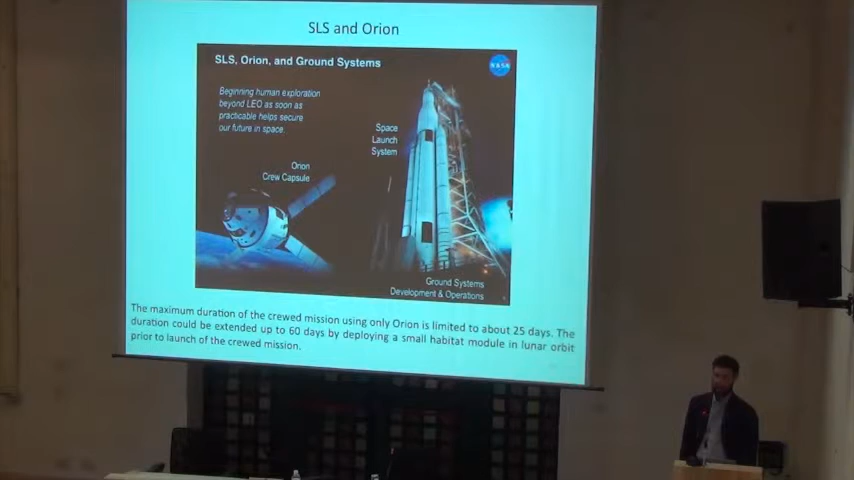 SLS and Orion
SLS, Orion, and Ground Systems
NASA
Beginning human exploration
beyond LEO as soon as
practicable helps secure
our future in space.
Space
Launch
System
Orion
Crew Capsule
Ground Systems
Development & Operations
The maximum duration of the crewed mission using only Orion is limited to about 25 days. The
duration could be extended up to 60 days by deploying a small habitat module in lunar orbit
prior to launch of the crewed mission.